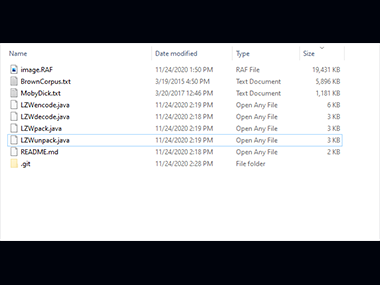 Name Date modified Type Size
image.RAF 11/24/2020 1:50 PM RAF File 19,431 KB
BrownCorpus.txt 3/19/2015 4:50 PM Text Document 5,896 KB
MobyDick.txt 3/20/2017 12:46 PM Text Document 1,181 KB
LZWencode.java 11/24/2020 2:19 PM Open Any File 6 KB
LZWdecode.java 11/24/2020 2:18 PM Open Any File 3 KB
LZWpack.java 11/24/2020 2:19 PM Open Any File 3 KB
LZWunpack.java 11/24/2020 2:19 PM Open Any File 3 KB
README.md 11/24/2020 2:18 PM Open Any File 2 KB
.git 11/24/2020 2:28 PM File folder